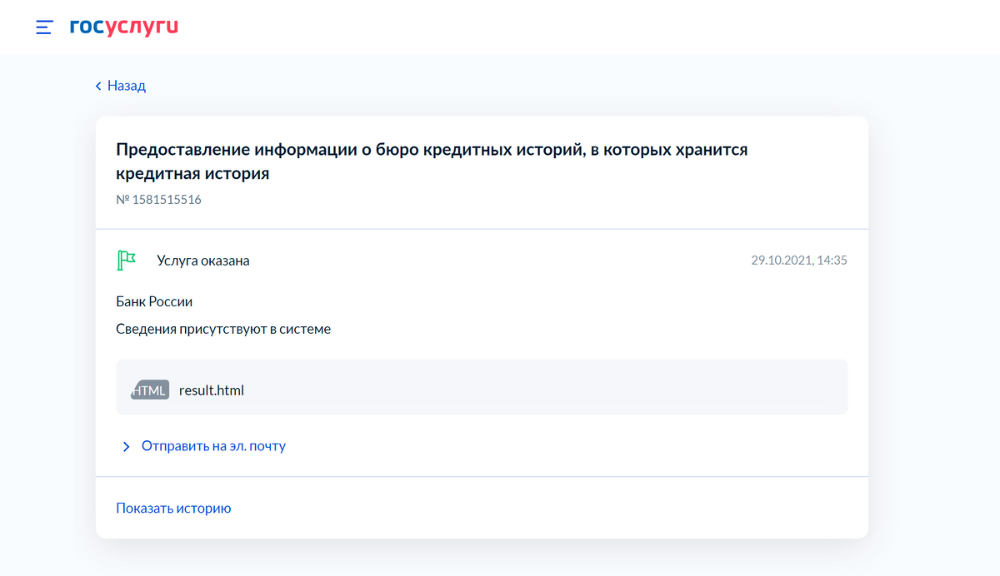 госуслуги
Назад
Предоставление информации о бюро кредитных историй, в которых хранится
кредитная история
№ 1581515516
Услуга оказана
29.10.2021, 14:35
Банк России
Сведения присутствуют в системе
HTML result.html
Отправить на эл. почту
Показать историю